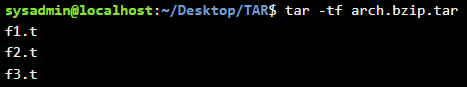 sysadmin@localhost:~/Desktop/TAR$ tar -tf arch.bzip.tar
f1.t
f2.t
f3.t